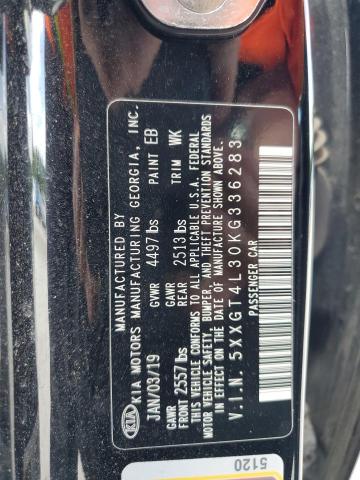 KIA
MANUFACTURED BY
KIA MOTORS MANUFACTURING GEORGIA, INC.
JAN/03/19 GVWR 4497 lbs PAINT EB
GAWR FRONT 2557 lbs GAWR REAR 2513 lbs TRIM WK
THIS VEHICLE CONFORMS TO ALL APPLICABLE U.S.A. FEDERAL
MOTOR VEHICLE SAFETY, BUMPER, AND THEFT PREVENTION STANDARDS
IN EFFECT ON THE DATE OF MANUFACTURE SHOWN ABOVE.
V.I.N. 5XXGT4L30KG336283
PASSENGER CAR
5120